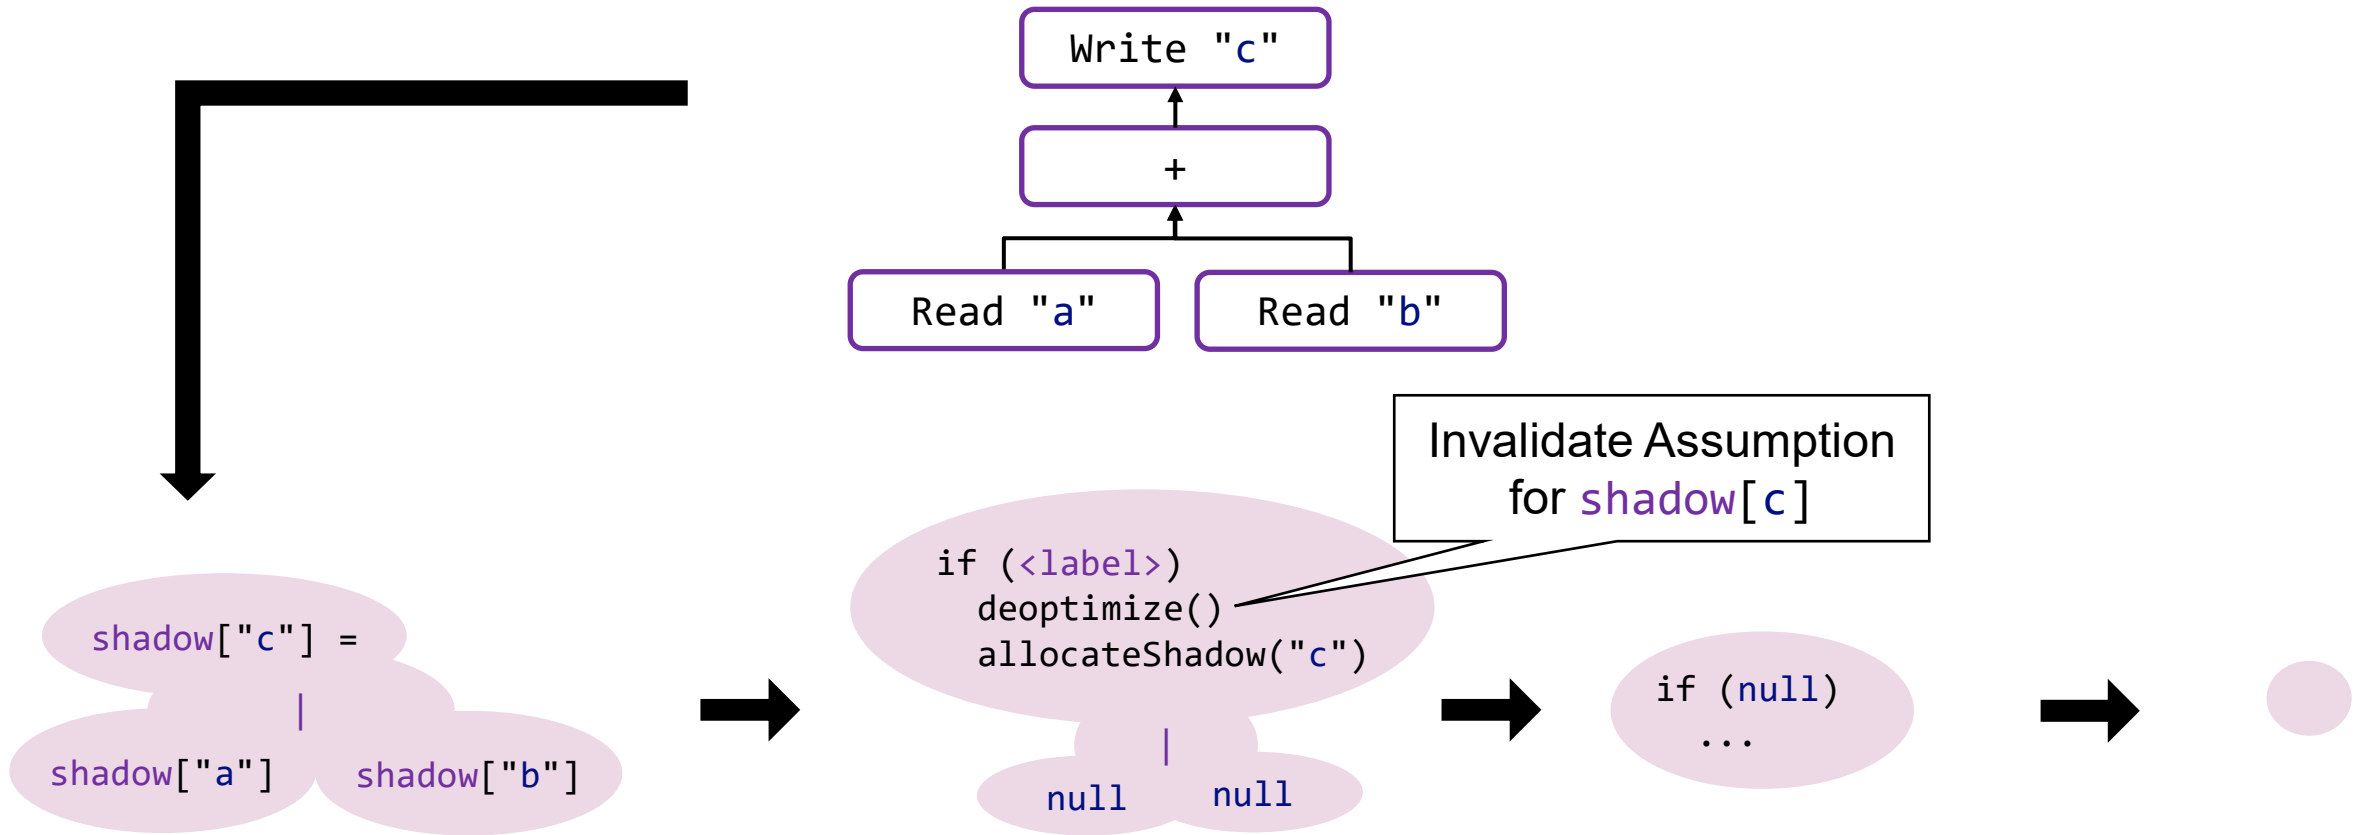 Write "c"
+
Read "a"
Read "b"
Invalidate Assumption
for shadow[c]
shadow["c"] =
|
shadow["a"]
shadow["b"]
if (<label>)
deoptimize()
allocateShadow("c")
|
null
null
if (null)
...